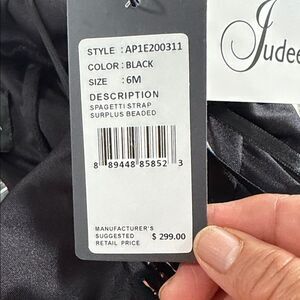 STYLE : AP1E200311
COLOR : BLACK
SIZE : 6M
DESCRIPTION
SPAGETTI STRAP
SURPLUS BEADED
8 89448 85852 3
MANUFACTURER'S
SUGGESTED
RETAIL PRICE
$ 299.00